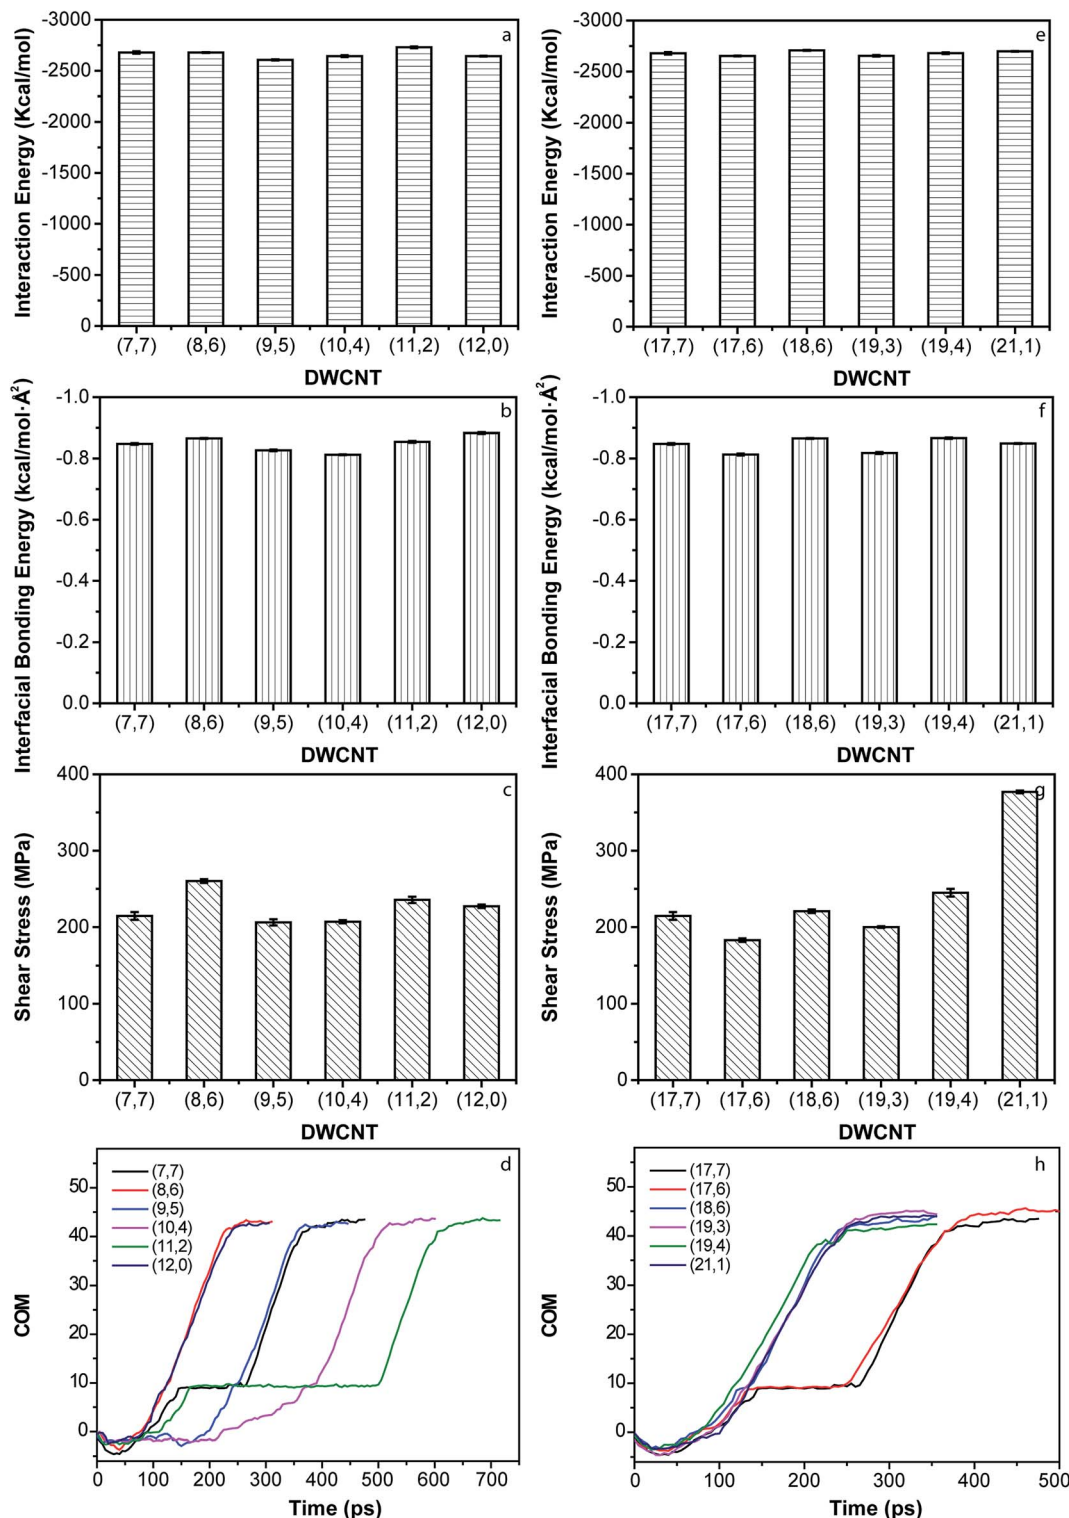 a
Interaction Energy (Kcal/mol)
-3000
-2500
-2000
-1500
-1000
-500
0
(7,7) (8,6) (9,5) (10,4) (11,2) (12,0)
DWCNT
e
Interaction Energy (Kcal/mol)
-3000
-2500
-2000
-1500
-1000
-500
0
(17,7) (17,6) (18,6) (19,3) (19,4) (21,1)
DWCNT
b
Interfacial Bonding Energy (kcal/mol·Å²)
-1.0
-0.8
-0.6
-0.4
-0.2
0.0
(7,7) (8,6) (9,5) (10,4) (11,2) (12,0)
DWCNT
f
Interfacial Bonding Energy (kcal/mol·Å²)
-1.0
-0.8
-0.6
-0.4
-0.2
0.0
(17,7) (17,6) (18,6) (19,3) (19,4) (21,1)
DWCNT
c
Shear Stress (MPa)
400
300
200
100
0
(7,7) (8,6) (9,5) (10,4) (11,2) (12,0)
DWCNT
g
Shear Stress (MPa)
400
300
200
100
0
(17,7) (17,6) (18,6) (19,3) (19,4) (21,1)
DWCNT
d
COM
50
40
30
20
10
0
(7,7)
(8,6)
(9,5)
(10,4)
(11,2)
(12,0)
0 100 200 300 400 500 600 700
Time (ps)
h
COM
50
40
30
20
10
0
(17,7)
(17,6)
(18,6)
(19,3)
(19,4)
(21,1)
0 100 200 300 400 500
Time (ps)